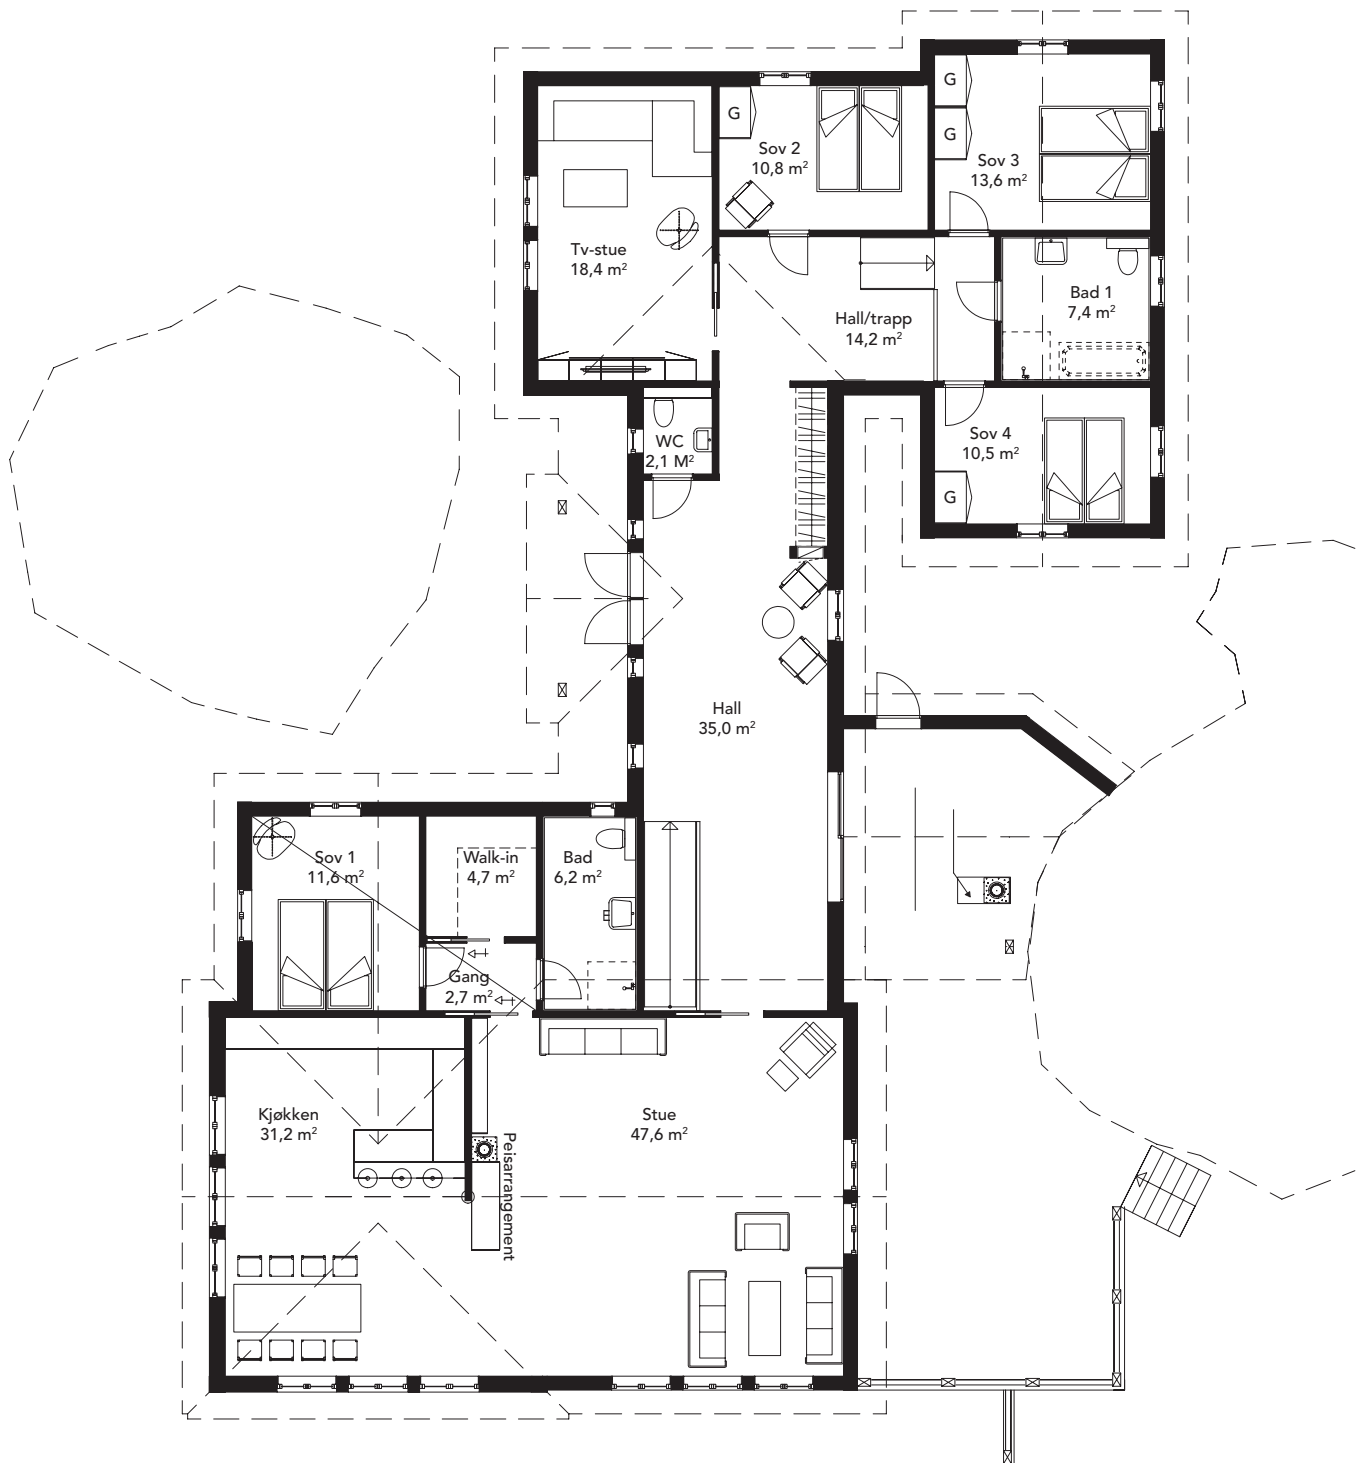 G
G
G
Sov 2
10,8 m²
Sov 3
13,6 m²
Tv-stue
18,4 m²
Bad 1
7,4 m²
Hall/trapp
14,2 m²
WC
2,1 M²
Sov 4
10,5 m²
G
Hall
35,0 m²
Sov 1
11,6 m²
Walk-in
4,7 m²
Bad
6,2 m²
Gang
2,7 m²
Kjøkken
31,2 m²
Stue
47,6 m²
Peisarrangement